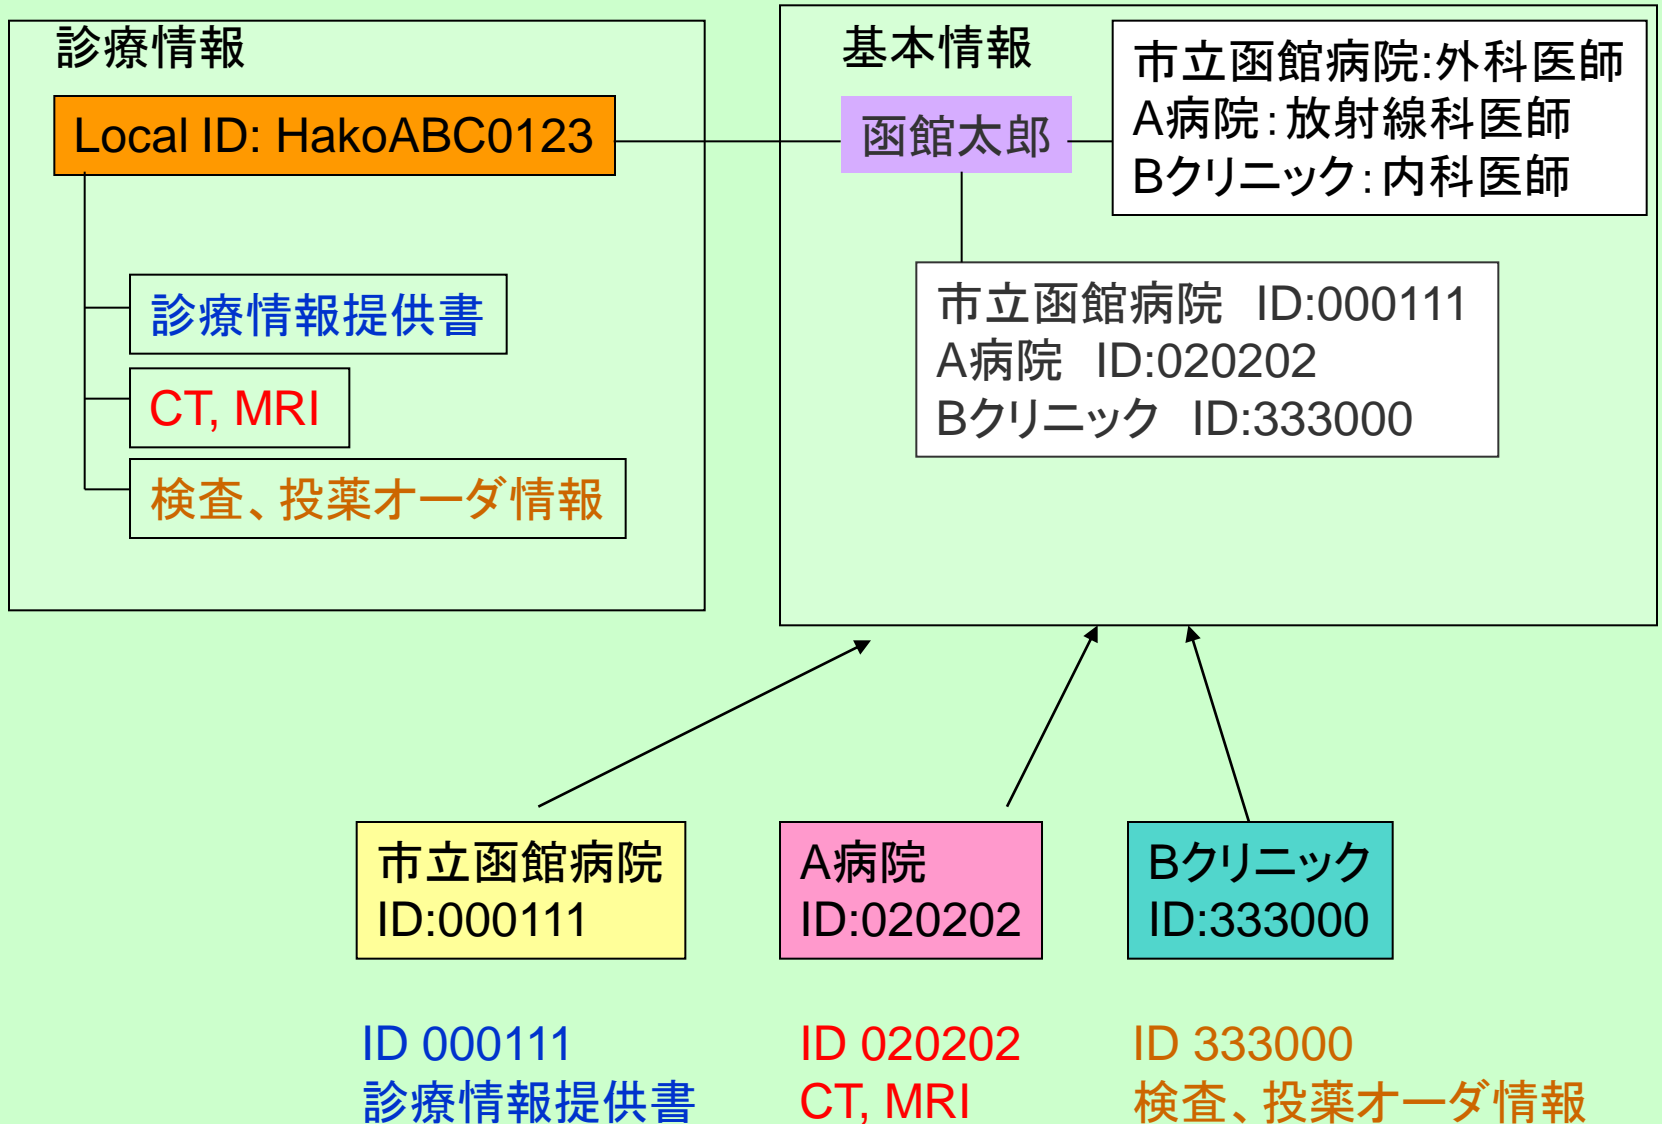 診療情報
Local ID: HakoABC0123
診療情報提供書
CT, MRI
検査、投薬オーダ情報
基本情報
函館太郎
市立函館病院:外科医師
A病院:放射線科医師
Bクリニック:内科医師
市立函館病院　ID:000111
A病院　ID:020202
Bクリニック　ID:333000
市立函館病院
ID:000111
A病院
ID:020202
Bクリニック
ID:333000
ID 000111
診療情報提供書
ID 020202
CT, MRI
ID 333000
検査、投薬オーダ情報